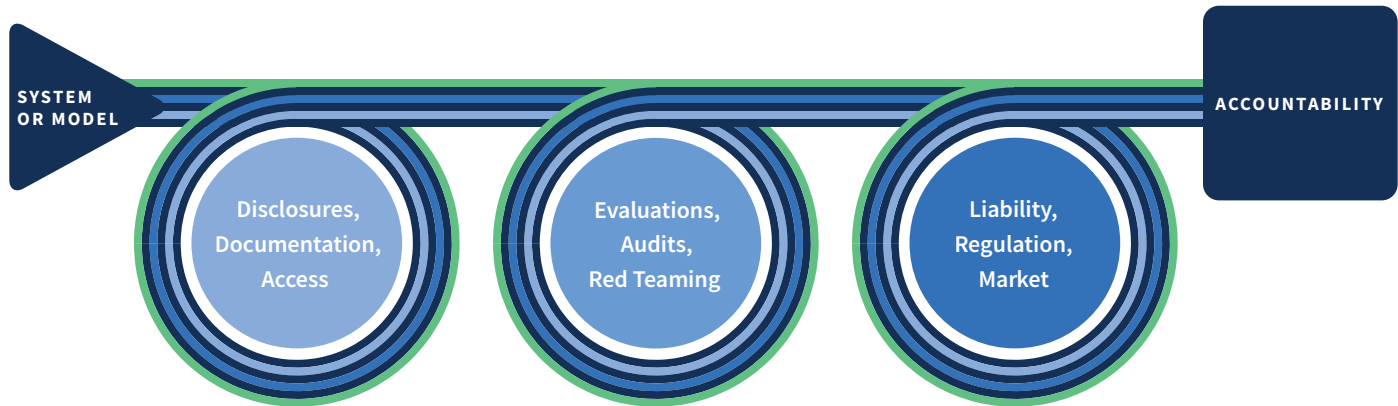 SYSTEM
OR MODEL
Disclosures,
Documentation,
Access
Evaluations,
Audits,
Red Teaming
Liability,
Regulation,
Market
ACCOUNTABILITY